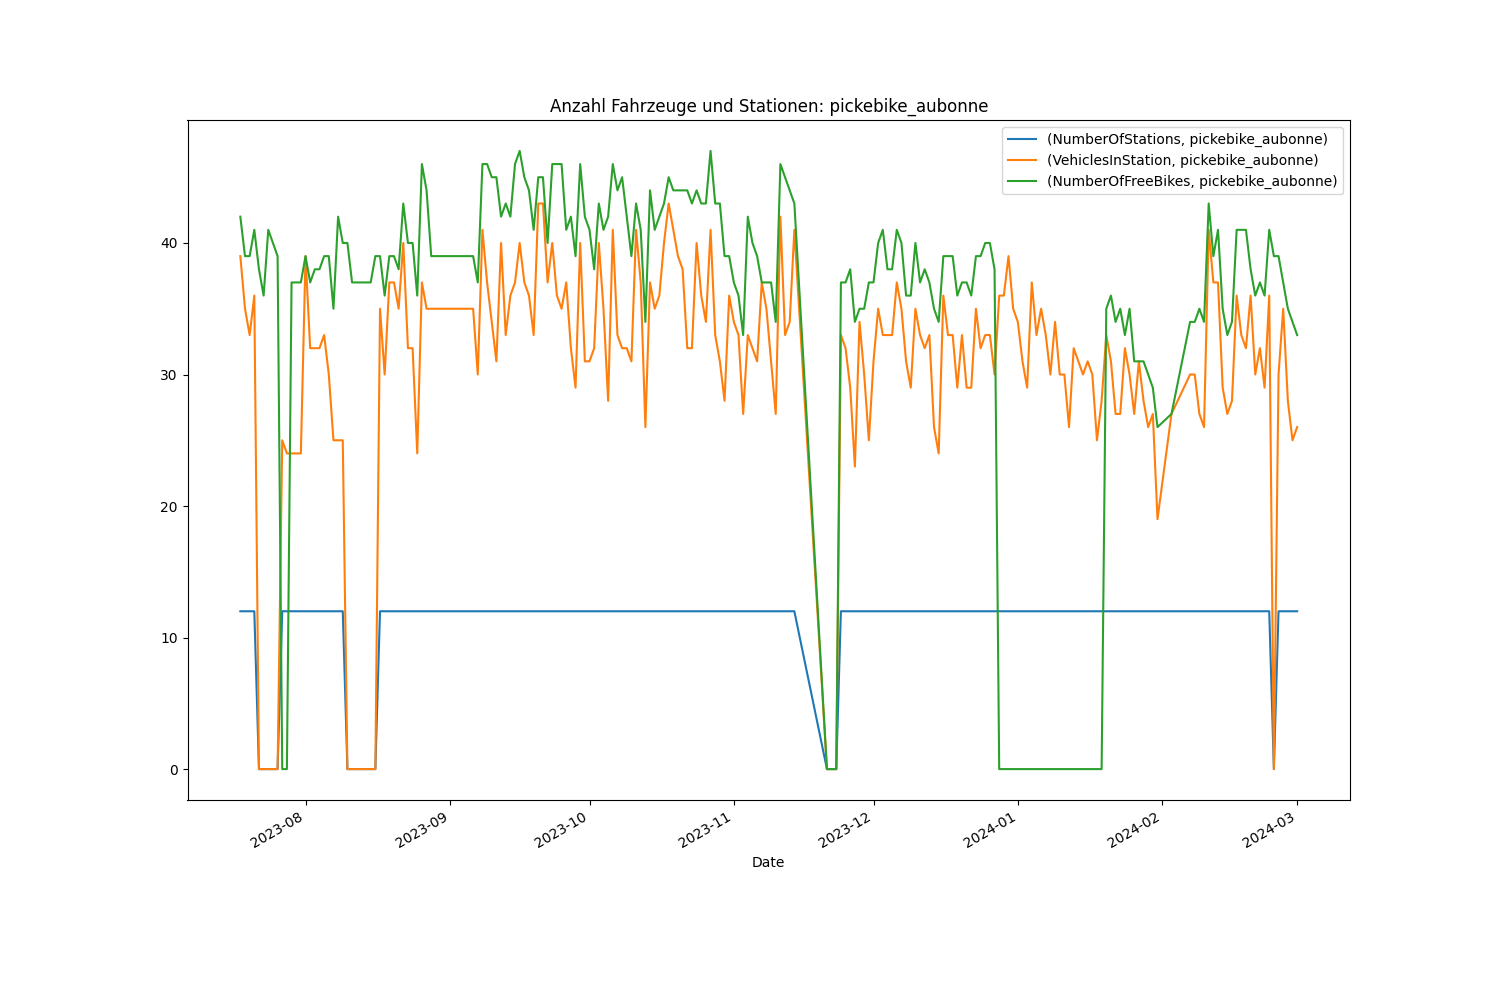 Anzahl Fahrzeuge und Stationen: pickebike_aubonne
(NumberOfStations, pickebike_aubonne)
(VehiclesInStation, pickebike_aubonne)
(NumberOfFreeBikes, pickebike_aubonne)
40
30
20
10
0
2023-08
2023-09
2023-10
2023-11
2023-12
2024-01
2024-02
2024-03
Date